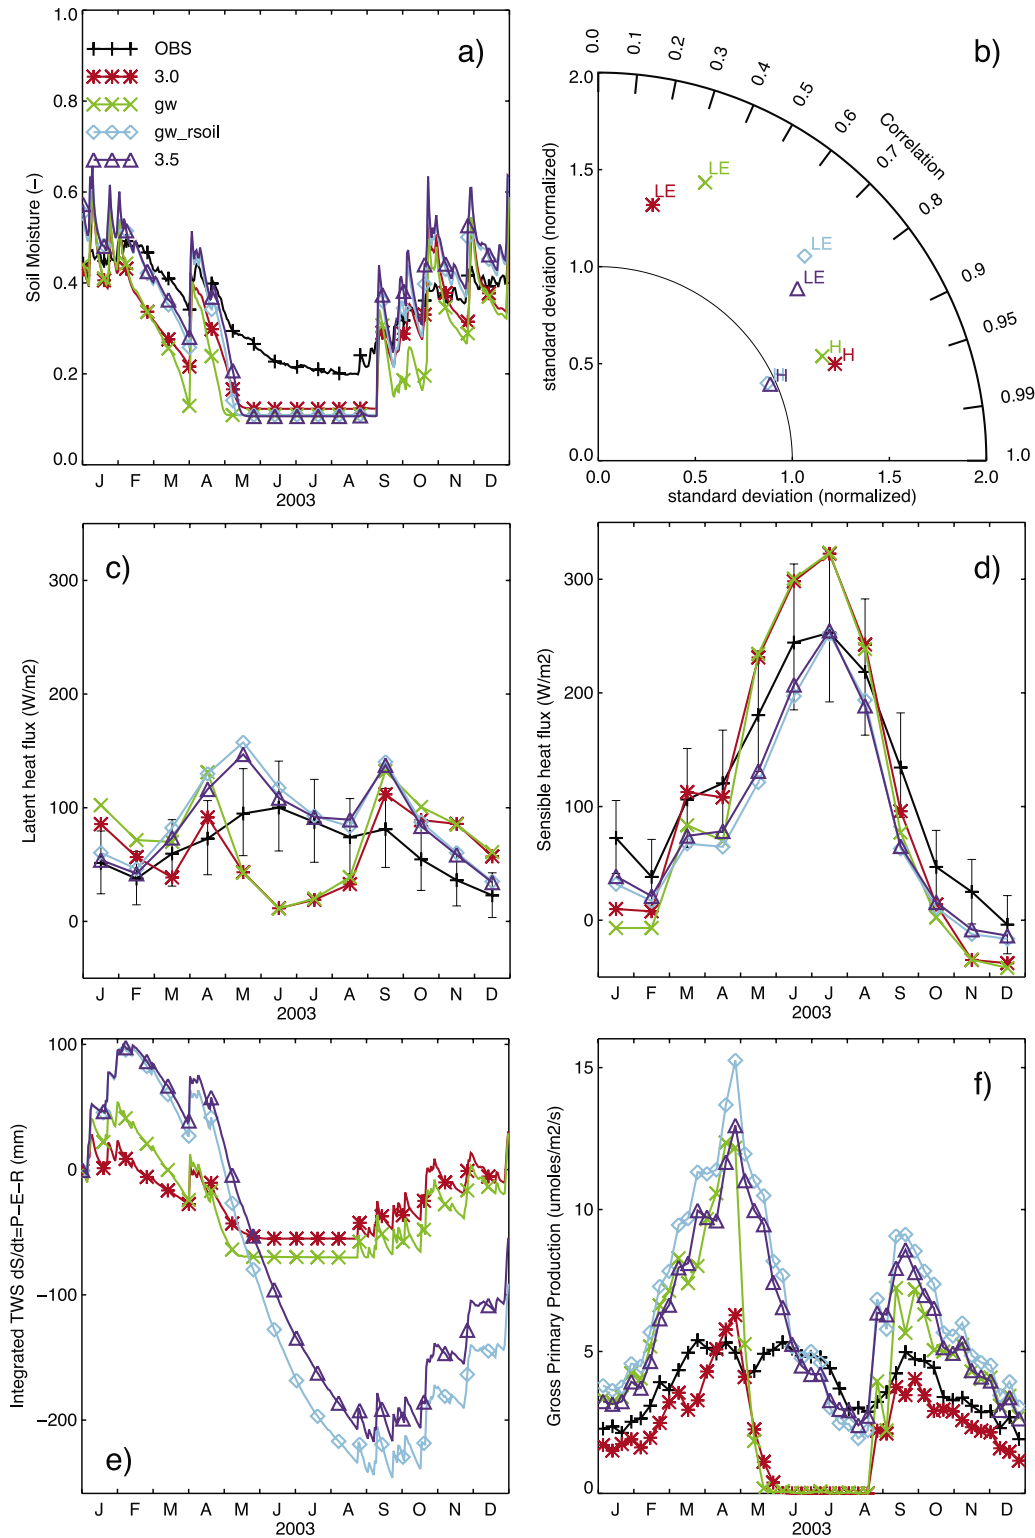 a)
OBS
3.0
gw
gw_rsoil
3.5
Soil Moisture (−)
1.0
0.8
0.6
0.4
0.2
0.0
J F M A M J J A S O N D
2003
b)
0.0 0.1 0.2 0.3 0.4 0.5 0.6 0.7 0.8 0.9 0.95 0.99 1.0
Correlation
standard deviation (normalized)
2.0
1.5
1.0
0.5
0.0
LE
LE
LE
LE
H
H
H
H
0.0 0.5 1.0 1.5 2.0
standard deviation (normalized)
c)
Latent heat flux (W/m2)
300
200
100
0
J F M A M J J A S O N D
2003
d)
Sensible heat flux (W/m2)
300
200
100
0
J F M A M J J A S O N D
2003
e)
Integrated TWS dS/dt=P−E−R (mm)
100
0
−100
−200
J F M A M J J A S O N D
2003
f)
Gross Primary Production (umoles/m2/s)
15
10
5
0
J F M A M J J A S O N D
2003